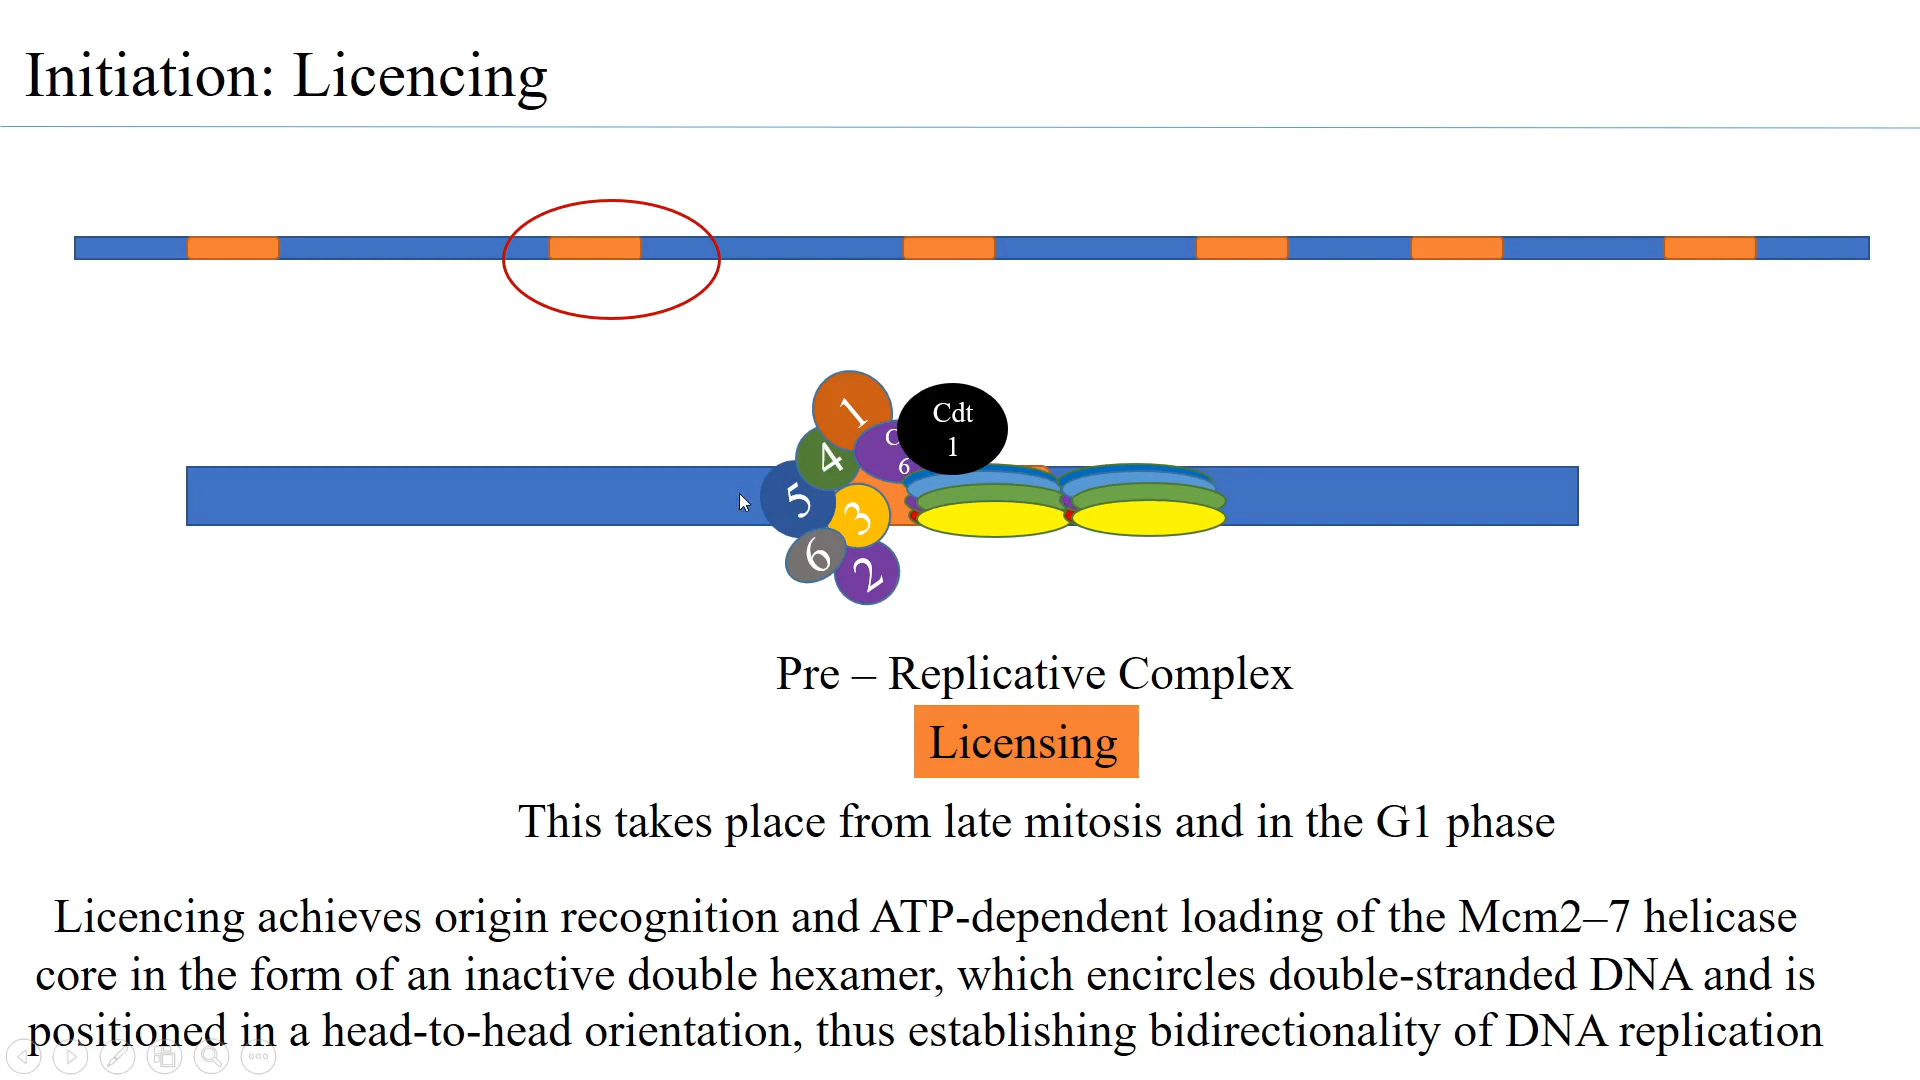 Initiation: Licencing
1
Cdt
1
C
6
4
5
3
6
2
Pre – Replicative Complex
Licensing
This takes place from late mitosis and in the G1 phase
Licencing achieves origin recognition and ATP-dependent loading of the Mcm2–7 helicase
core in the form of an inactive double hexamer, which encircles double-stranded DNA and is
positioned in a head-to-head orientation, thus establishing bidirectionality of DNA replication